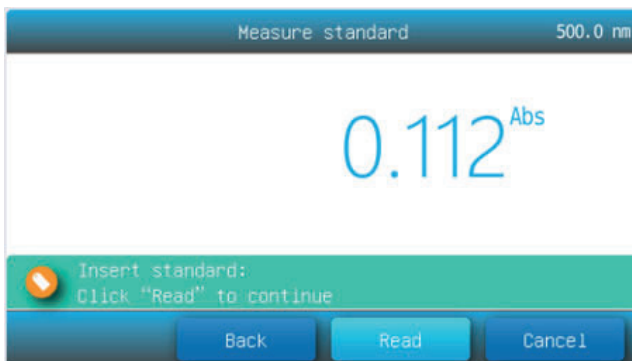 Measure standard 500.0 nm
0.112 Abs
Insert standard:
Click "Read" to continue
Back Read Cancel